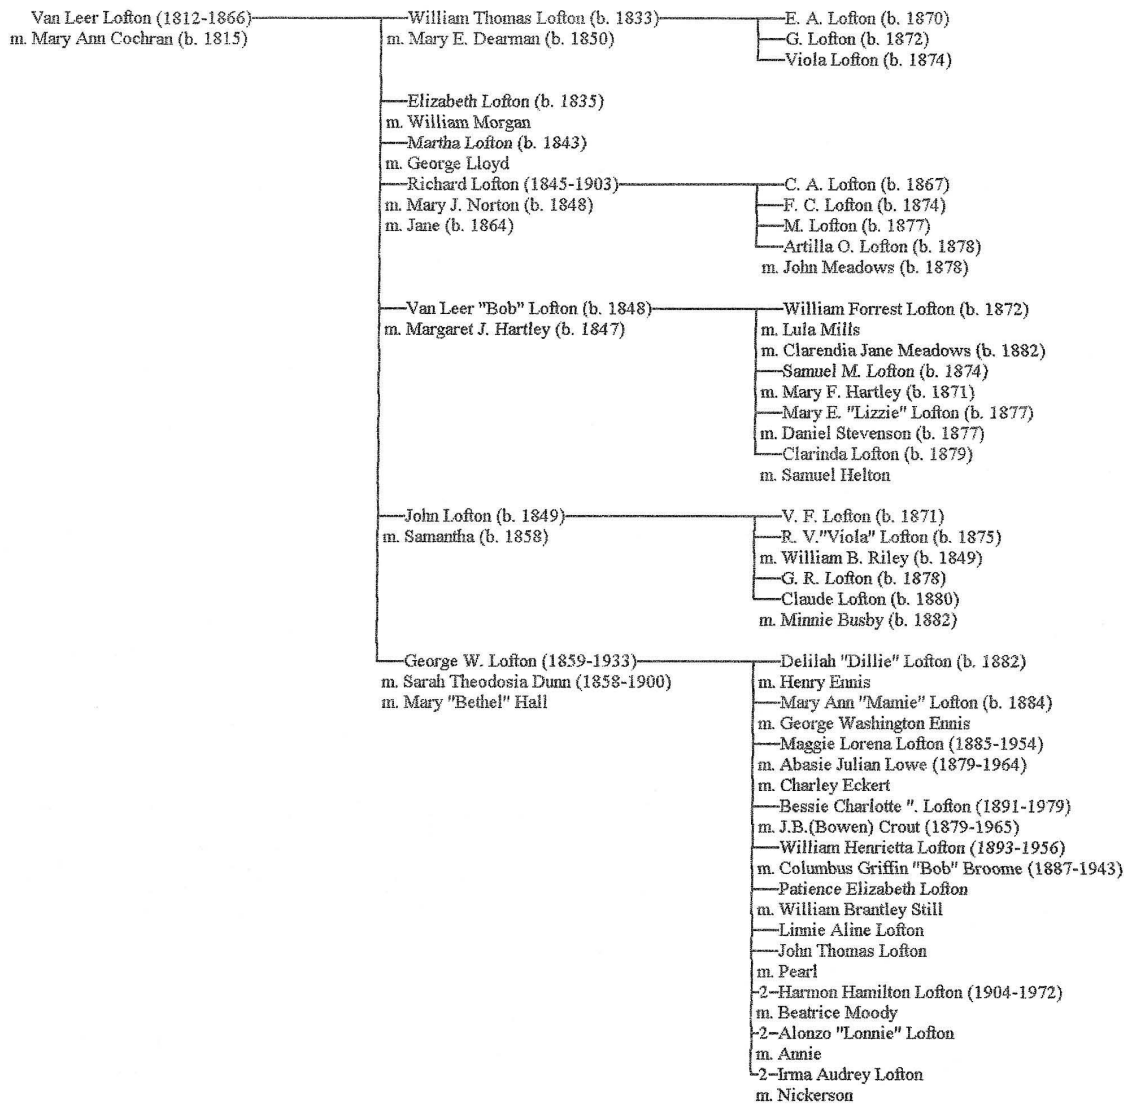 Van Leer Lofton (1812-1866) William Thomas Lofton (b. 1833) E. A. Lofton (b. 1870)
m. Mary Ann Cochran (b. 1815) m. Mary E. Dearman (b. 1850) G. Lofton (b. 1872)
Viola Lofton (b. 1874)
Elizabeth Lofton (b. 1835)
m. William Morgan
Martha Lofton (b. 1843)
m. George Lloyd
Richard Lofton (1845-1903) C. A. Lofton (b. 1867)
m. Mary J. Norton (b. 1848) F. C. Lofton (b. 1874)
m. Jane (b. 1864) M. Lofton (b. 1877)
Artilla O. Lofton (b. 1878)
m. John Meadows (b. 1878)
Van Leer "Bob" Lofton (b. 1848) William Forrest Lofton (b. 1872)
m. Margaret J. Hartley (b. 1847) m. Lula Mills
m. Clarendia Jane Meadows (b. 1882)
Samuel M. Lofton (b. 1874)
m. Mary F. Hartley (b. 1871)
Mary E. "Lizzie" Lofton (b. 1877)
m. Daniel Stevenson (b. 1877)
Clarinda Lofton (b. 1879)
m. Samuel Helton
John Lofton (b. 1849) V. F. Lofton (b. 1871)
m. Samantha (b. 1858) R. V."Viola" Lofton (b. 1875)
m. William B. Riley (b. 1849)
G. R. Lofton (b. 1878)
Claude Lofton (b. 1880)
m. Minnie Busby (b. 1882)
George W. Lofton (1859-1933) Delilah "Dillie" Lofton (b. 1882)
m. Sarah Theodosia Dunn (1858-1900) m. Henry Ennis
m. Mary "Bethel" Hall Mary Ann "Mamie" Lofton (b. 1884)
m. George Washington Ennis
Maggie Lorena Lofton (1885-1954)
m. Abasie Julian Lowe (1879-1964)
m. Charley Eckert
Bessie Charlotte ". Lofton (1891-1979)
m. J.B.(Bowen) Crout (1879-1965)
William Henrietta Lofton (1893-1956)
m. Columbus Griffin "Bob" Broome (1887-1943)
Patience Elizabeth Lofton
m. William Brantley Still
Linnie Aline Lofton
John Thomas Lofton
m. Pearl
2 Harmon Hamilton Lofton (1904-1972)
m. Beatrice Moody
2 Alonzo "Lonnie" Lofton
m. Annie
2 Irma Audrey Lofton
m. Nickerson